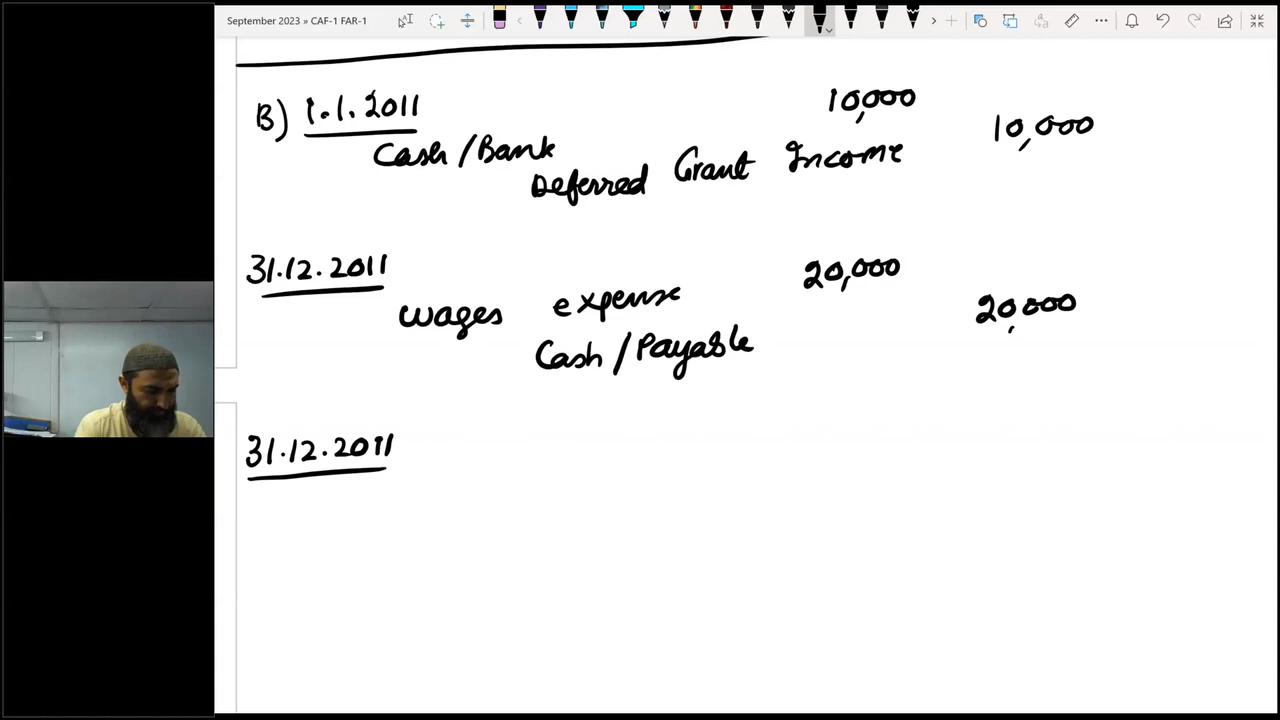 September 2023 » CAF-1 FAR-1
B) 1.1.2011
Cash/Bank 10,000
Deferred Grant Income 10,000
31.12.2011
wages expense 20,000
Cash/Payable 20,000
31.12.2011